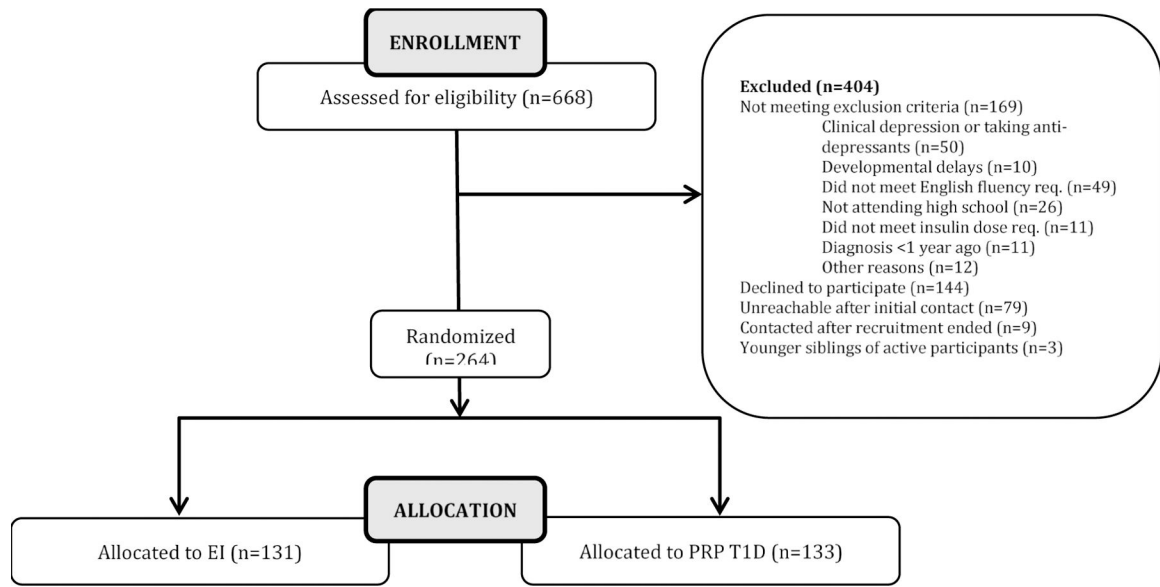 ENROLLMENT
Assessed for eligibility (n=668)
Excluded (n=404)
Not meeting exclusion criteria (n=169)
Clinical depression or taking anti-
depressants (n=50)
Developmental delays (n=10)
Did not meet English fluency req. (n=49)
Not attending high school (n=26)
Did not meet insulin dose req. (n=11)
Diagnosis <1 year ago (n=11)
Other reasons (n=12)
Declined to participate (n=144)
Unreachable after initial contact (n=79)
Contacted after recruitment ended (n=9)
Younger siblings of active participants (n=3)
Randomized
(n=264)
ALLOCATION
Allocated to EI (n=131)
Allocated to PRP T1D (n=133)